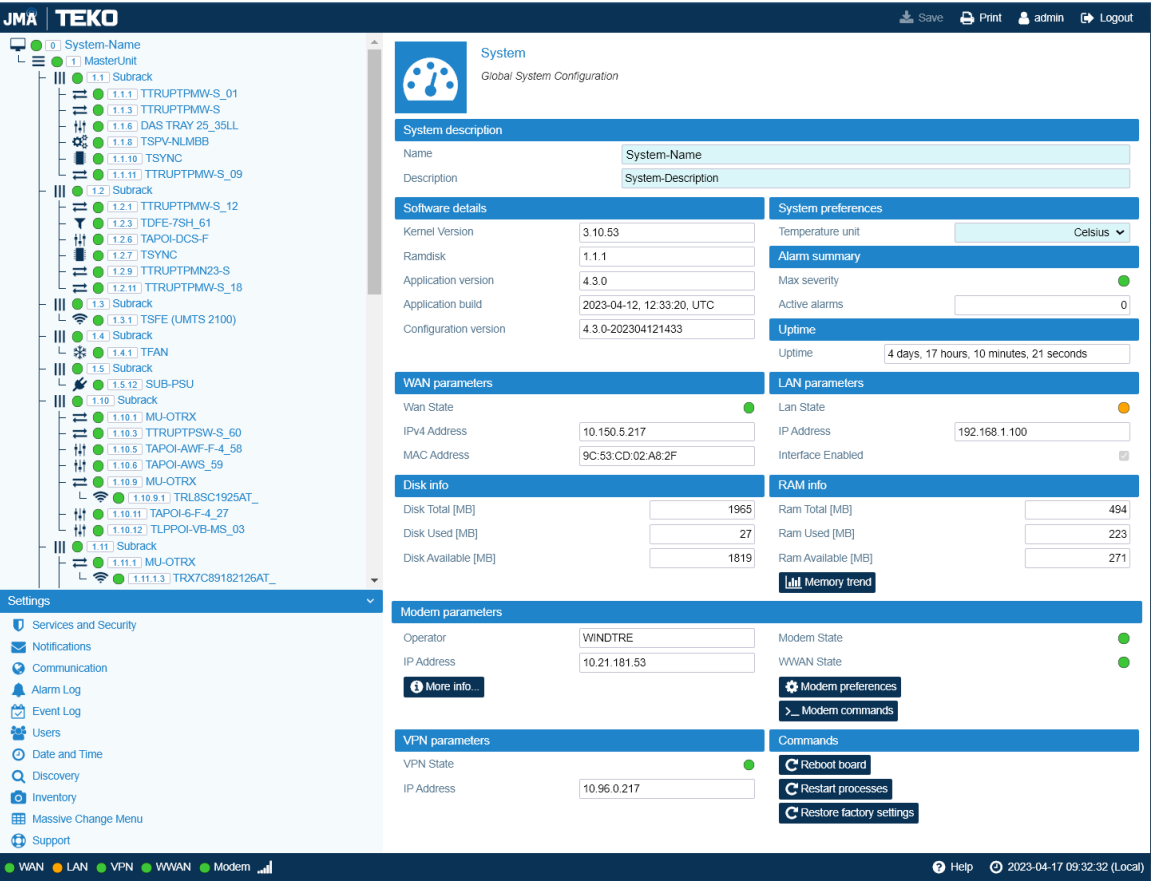 JMA TEKO Save Print admin Logout
0 System-Name
1 MasterUnit
1.1 Subrack
1.1.1 TTRUPTPMW-S_01
1.1.3 TTRUPTPMW-S
1.1.6 DAS TRAY 25_35LL
1.1.8 TSPV-NLMBB
1.1.10 TSYNC
1.1.11 TTRUPTPMW-S_09
1.2 Subrack
1.2.1 TTRUPTPMW-S_12
1.2.3 TDFE-7SH_61
1.2.6 TAPOI-DCS-F
1.2.7 TSYNC
1.2.9 TTRUPTPMN23-S
1.2.11 TTRUPTPMW-S_18
1.3 Subrack
1.3.1 TSFE (UMTS 2100)
1.4 Subrack
1.4.1 TFAN
1.5 Subrack
1.5.12 SUB-PSU
1.10 Subrack
1.10.1 MU-OTRX
1.10.3 TTRUPTPSW-S_60
1.10.5 TAPOI-AWF-F-4_58
1.10.6 TAPOI-AWS_59
1.10.9 MU-OTRX
1.10.9.1 TRL8SC1925AT_
1.10.11 TAPOI-6-F-4_27
1.10.12 TLPPOI-VB-MS_03
1.11 Subrack
1.11.1 MU-OTRX
1.11.1.3 TRX7C89182126AT_
Settings
Services and Security
Notifications
Communication
Alarm Log
Event Log
Users
Date and Time
Discovery
Inventory
Massive Change Menu
Support
System
Global System Configuration
System description
Name System-Name
Description System-Description
Software details
Kernel Version 3.10.53
Ramdisk 1.1.1
Application version 4.3.0
Application build 2023-04-12, 12:33:20, UTC
Configuration version 4.3.0-202304121433
System preferences
Temperature unit Celsius
Alarm summary
Max severity
Active alarms 0
Uptime
Uptime 4 days, 17 hours, 10 minutes, 21 seconds
WAN parameters
Wan State
IPv4 Address 10.150.5.217
MAC Address 9C:53:CD:02:A8:2F
LAN parameters
Lan State
IP Address 192.168.1.100
Interface Enabled
Disk info
Disk Total [MB] 1965
Disk Used [MB] 27
Disk Available [MB] 1819
RAM info
Ram Total [MB] 494
Ram Used [MB] 223
Ram Available [MB] 271
Memory trend
Modem parameters
Operator WINDTRE
IP Address 10.21.181.53
More info...
Modem State
WWAN State
Modem preferences
Modem commands
VPN parameters
VPN State
IP Address 10.96.0.217
Commands
Reboot board
Restart processes
Restore factory settings
WAN LAN VPN WWAN Modem Help 2023-04-17 09:32:32 (Local)